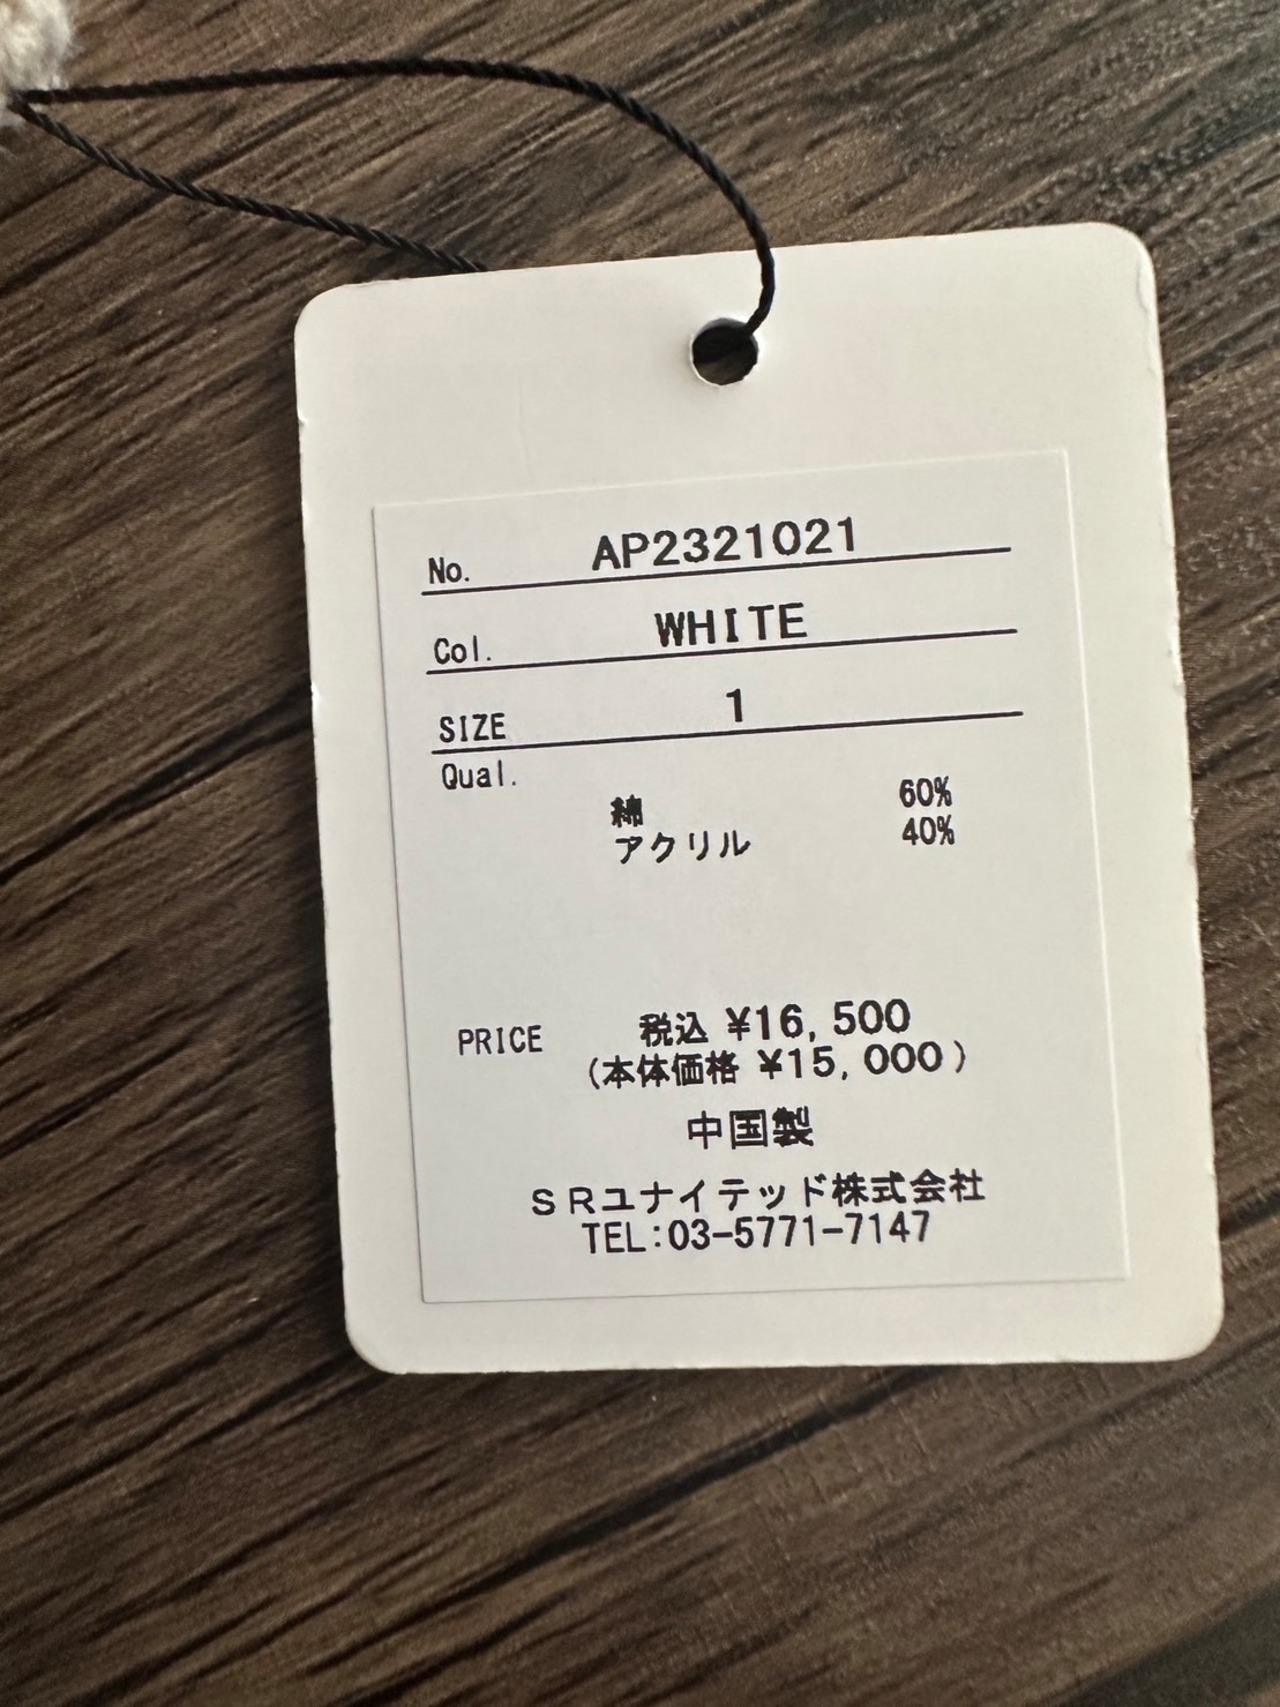 No. AP2321021
Col. WHITE
SIZE 1
Qual.
綿 60%
アクリル 40%
PRICE 税込 ¥16,500
(本体価格 ¥15,000)
中国製
SRユナイテッド株式会社
TEL:03-5771-7147